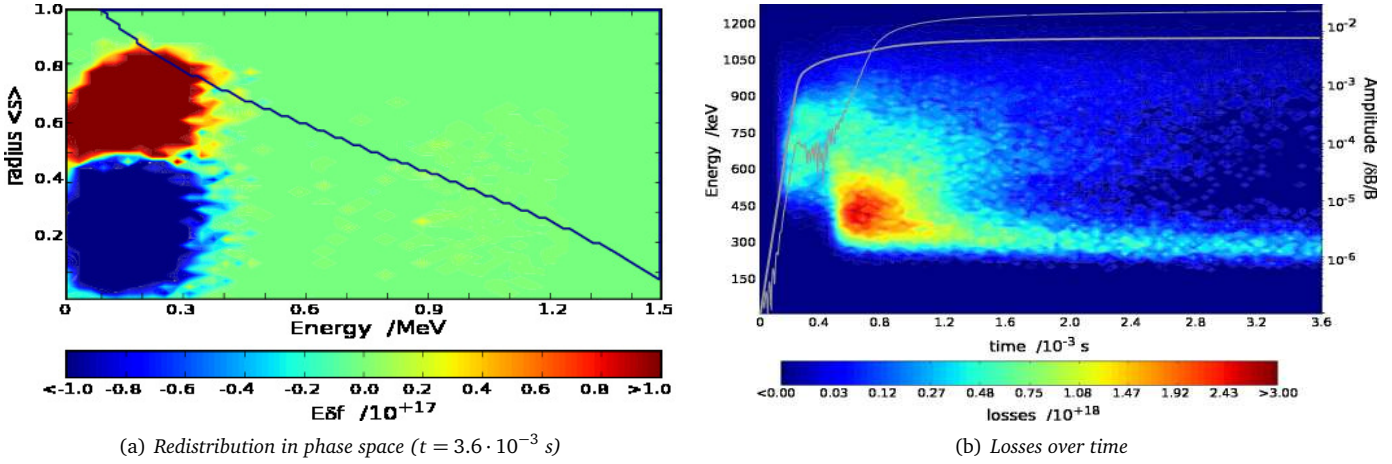 1.0
0.8
0.6
0.4
0.2
radius <s>
0
0.3
0.6
0.9
1.2
1.5
Energy /MeV
<-1.0 -0.8 -0.6 -0.4 -0.2 0.0 0.2 0.4 0.6 0.8 >1.0
Eδf /10+17
(a) Redistribution in phase space (t = 3.6 · 10−3 s)
1200
1050
900
750
600
450
300
150
0
Energy /keV
10-2
10-3
10-4
10-5
10-6
Amplitude /δB/B
0 0.4 0.8 1.2 1.6 2.0 2.4 2.8 3.2 3.6
time /10-3 s
<0.00 0.03 0.12 0.27 0.48 0.75 1.08 1.47 1.92 2.43 >3.00
losses /10+18
(b) Losses over time